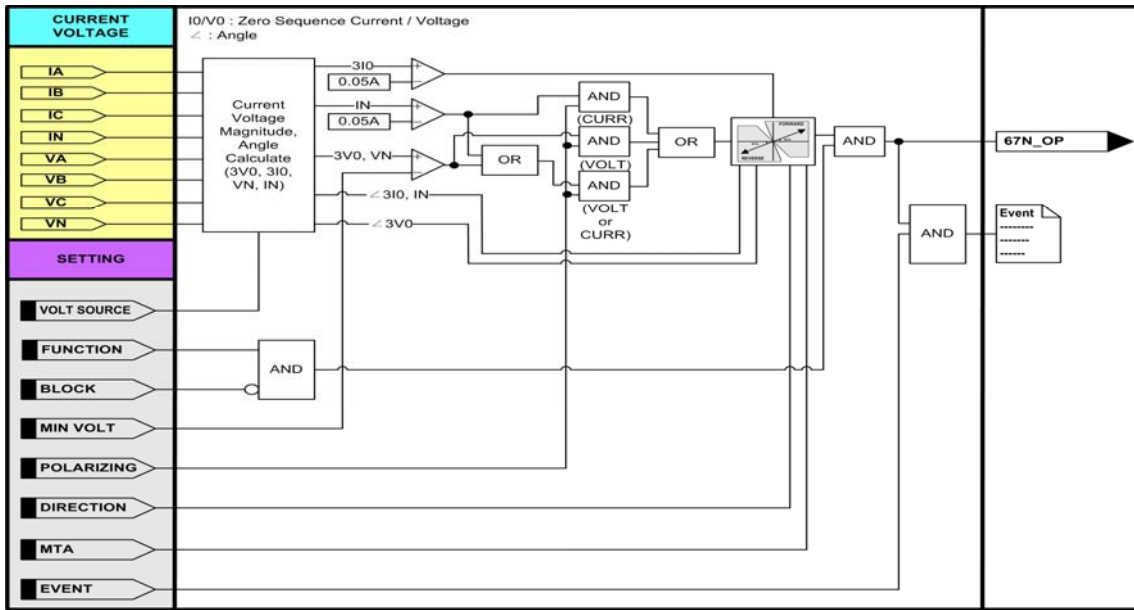 CURRENT
VOLTAGE
I0/V0 : Zero Sequence Current / Voltage
∠ : Angle
IA
IB
IC
IN
VA
VB
VC
VN
Current
Voltage
Magnitude,
Angle
Calculate
(3V0, 3I0,
VN, IN)
3I0
+
−
0.05A
IN
+
−
0.05A
3V0, VN
+
−
∠3I0, IN
∠3V0
OR
AND
(CURR)
AND
(VOLT)
AND
(VOLT
or
CURR)
OR
FORWARD
REVERSE
AND
67N_OP
AND
Event
SETTING
VOLT SOURCE
FUNCTION
BLOCK
AND
MIN VOLT
POLARIZING
DIRECTION
MTA
EVENT